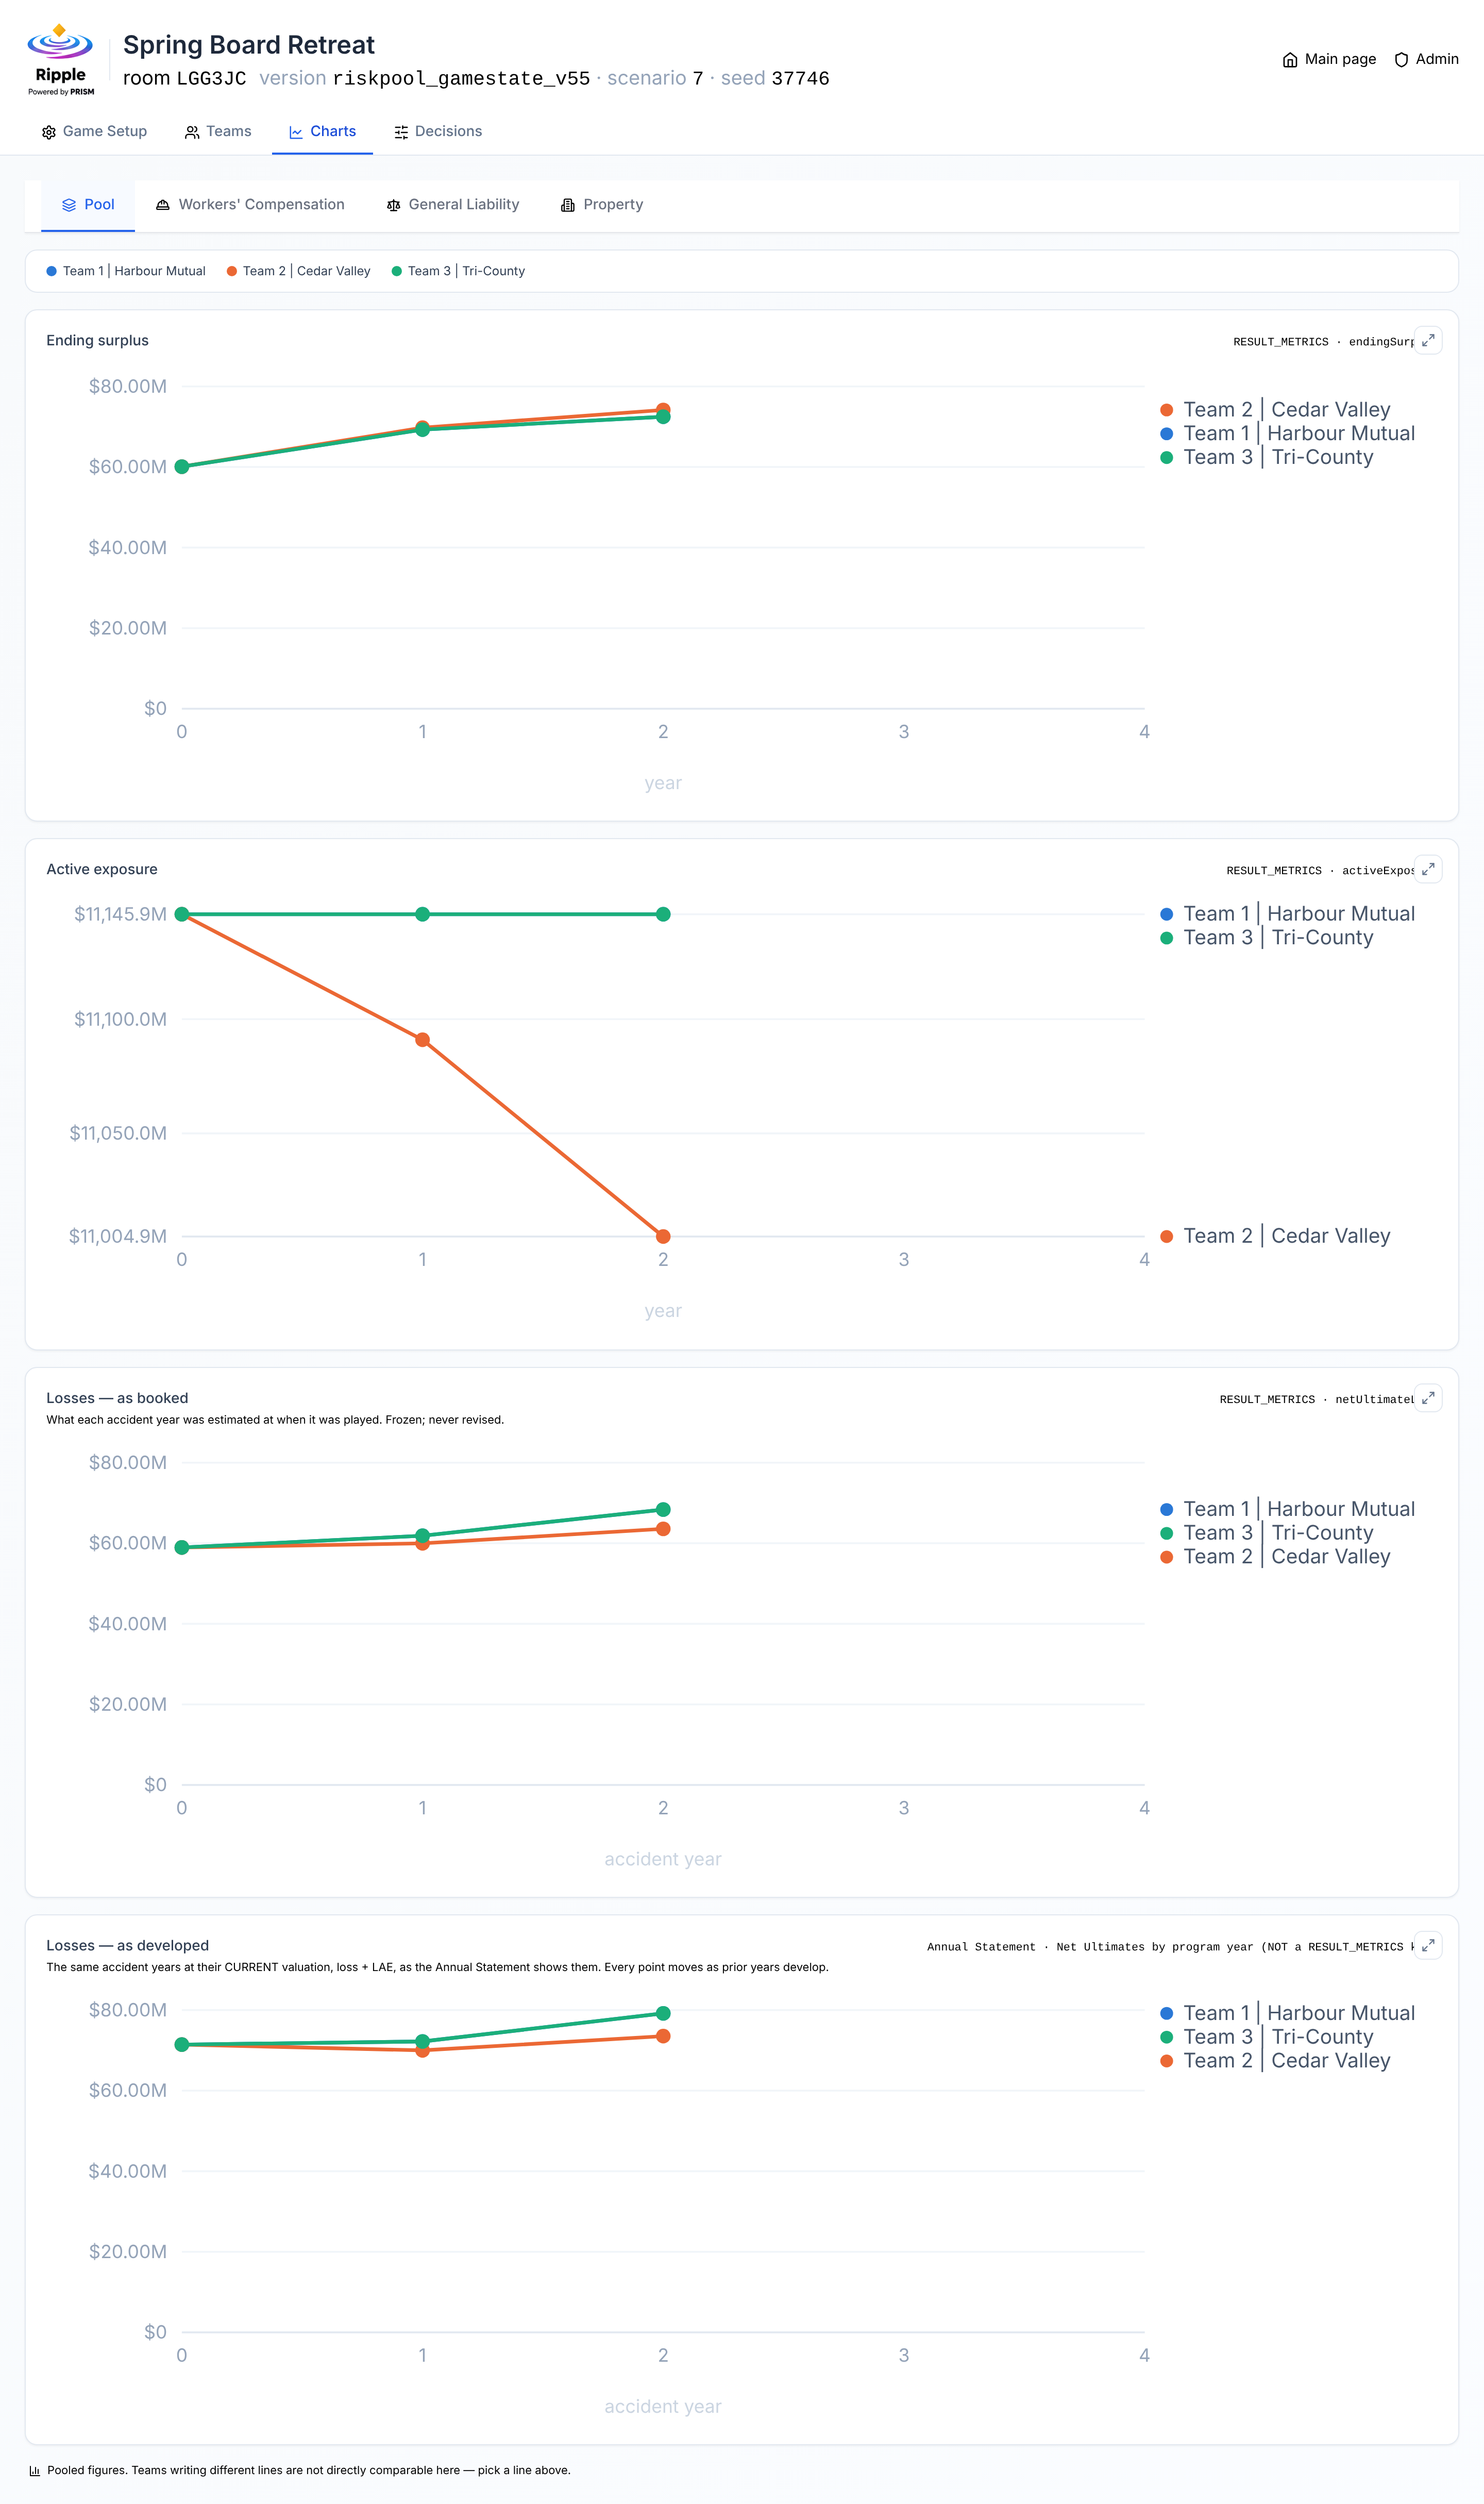 Spring Board Retreat
room LGG3JC version riskpool_gamestate_v55 · scenario 7 · seed 37746
Ripple
Powered by PRISM
Main page
Admin
Game Setup
Teams
Charts
Decisions
Pool
Workers' Compensation
General Liability
Property
Team 1 | Harbour Mutual
Team 2 | Cedar Valley
Team 3 | Tri-County
Ending surplus
RESULT_METRICS · endingSurp
$80.00M
$60.00M
$40.00M
$20.00M
$0
0 1 2 3 4
year
Team 2 | Cedar Valley
Team 1 | Harbour Mutual
Team 3 | Tri-County
Active exposure
RESULT_METRICS · activeExpos
$11,145.9M
$11,100.0M
$11,050.0M
$11,004.9M
0 1 2 3 4
year
Team 1 | Harbour Mutual
Team 3 | Tri-County
Team 2 | Cedar Valley
Losses — as booked
RESULT_METRICS · netUltimateL
What each accident year was estimated at when it was played. Frozen; never revised.
$80.00M
$60.00M
$40.00M
$20.00M
$0
0 1 2 3 4
accident year
Team 1 | Harbour Mutual
Team 3 | Tri-County
Team 2 | Cedar Valley
Losses — as developed
Annual Statement · Net Ultimates by program year (NOT a RESULT_METRICS k
The same accident years at their CURRENT valuation, loss + LAE, as the Annual Statement shows them. Every point moves as prior years develop.
$80.00M
$60.00M
$40.00M
$20.00M
$0
0 1 2 3 4
accident year
Team 1 | Harbour Mutual
Team 3 | Tri-County
Team 2 | Cedar Valley
Pooled figures. Teams writing different lines are not directly comparable here — pick a line above.